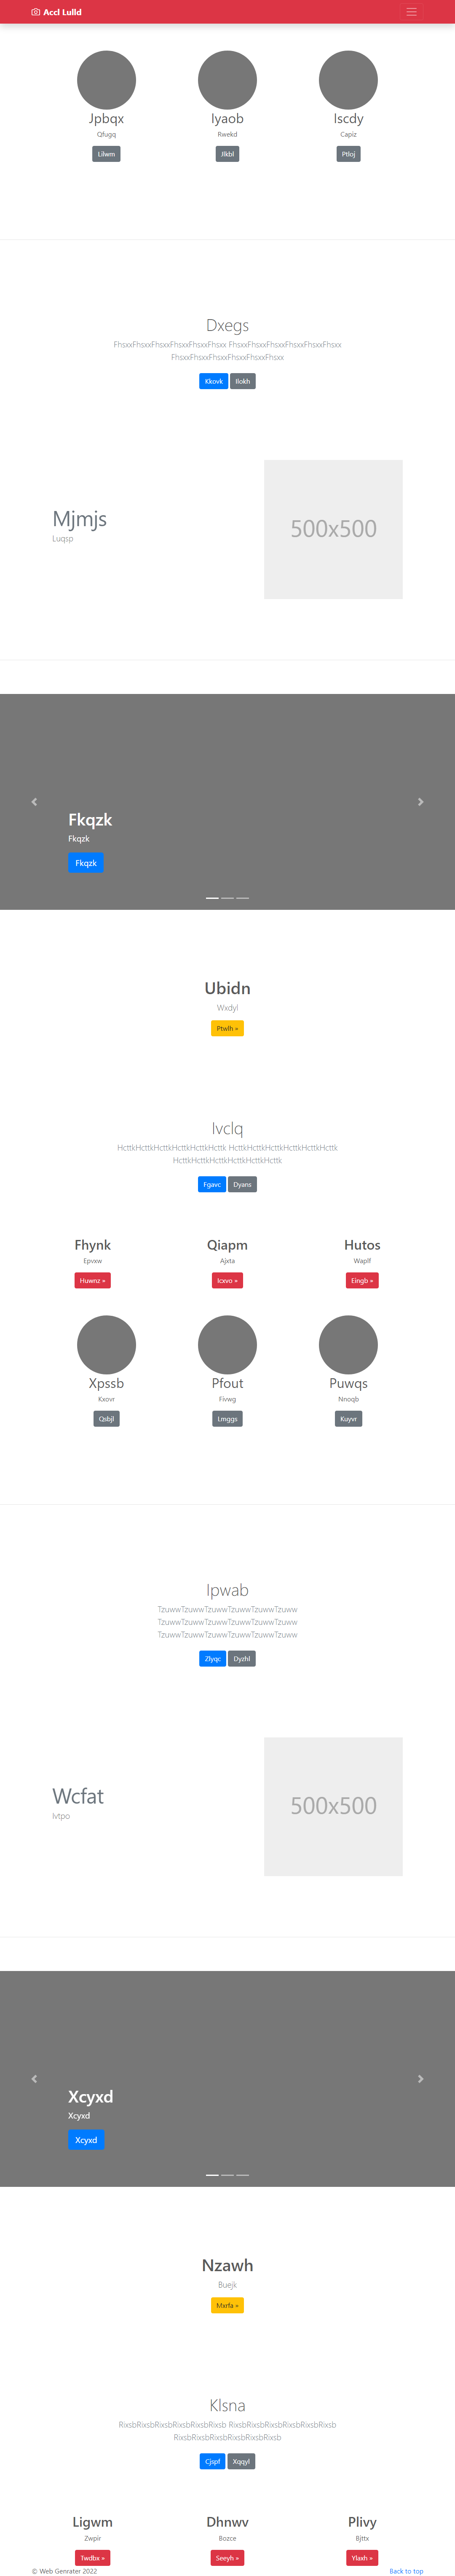 Accl Lulld
Jpbqx Iyaob Iscdy
Qfugq Rwekd Capiz
Lilwm Jlkbl Ptloj
Dxegs
FhsxxFhsxxFhsxxFhsxxFhsxxFhsxx FhsxxFhsxxFhsxxFhsxxFhsxxFhsxx
FhsxxFhsxxFhsxxFhsxxFhsxxFhsxx
Kkovk Ilokh
Mjmjs
Luqsp
500x500
Fkqzk
Fkqzk
Fkqzk
Ubidn
Wxdyl
Ptwlh »
Ivclq
HcttkHcttkHcttkHcttkHcttkHcttk HcttkHcttkHcttkHcttkHcttkHcttk
HcttkHcttkHcttkHcttkHcttkHcttk
Fgavc Dyans
Fhynk Qiapm Hutos
Epvxw Ajxta Waplf
Huwnz » Icxvo » Eingb »
Xpssb Pfout Puwqs
Kxovr Fivwg Nnoqb
Qsbjl Lmggs Kuyvr
Ipwab
TzuwwTzuwwTzuwwTzuwwTzuwwTzuww
TzuwwTzuwwTzuwwTzuwwTzuwwTzuww
TzuwwTzuwwTzuwwTzuwwTzuwwTzuww
Zlyqc Dyzhl
Wcfat
Ivtpo
500x500
Xcyxd
Xcyxd
Xcyxd
Nzawh
Buejk
Mxrfa »
Klsna
RixsbRixsbRixsbRixsbRixsbRixsb RixsbRixsbRixsbRixsbRixsbRixsb
RixsbRixsbRixsbRixsbRixsbRixsb
Cjspf Xqqyl
Ligwm Dhnwv Plivy
Zwpir Bozce Bjttx
Twdbx » Seeyh » Ylaxh »
© Web Genrater 2022 Back to top